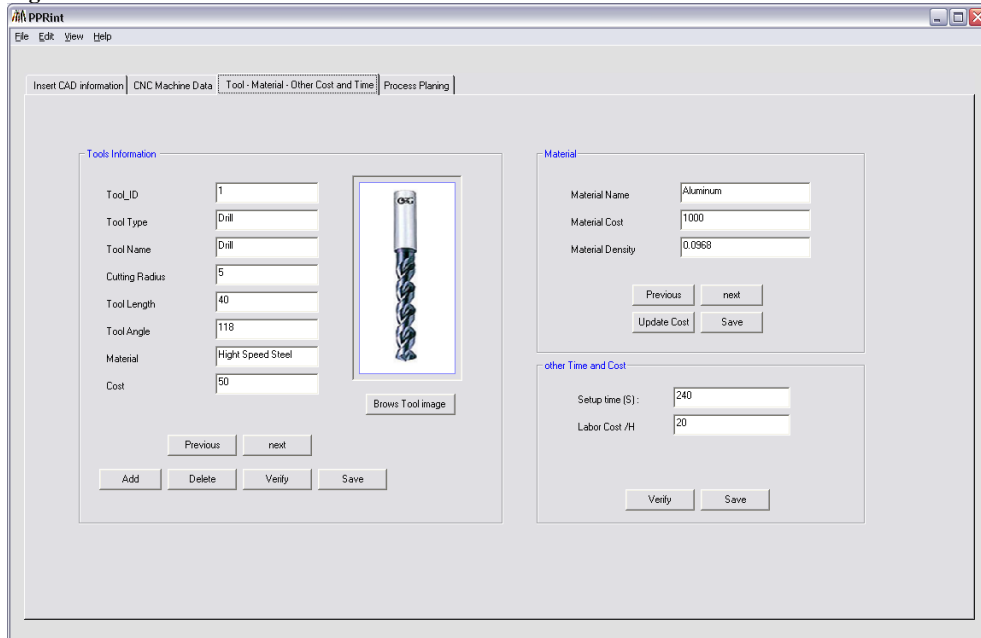 PPRint
File Edit View Help
Insert CAD information CNC Machine Data Tool - Material - Other Cost and Time Process Planing
Tools Information
Tool_ID 1
Tool Type Drill
Tool Name Drill
Cutting Radius 5
Tool Length 40
Tool Angle 118
Material Hight Speed Steel
Cost 50
OSG
Brows Tool image
Previous next
Add Delete Verify Save
Material
Material Name Aluminum
Material Cost 1000
Material Density 0.0968
Previous next
Update Cost Save
other Time and Cost
Setup time (S) : 240
Labor Cost /H 20
Verify Save